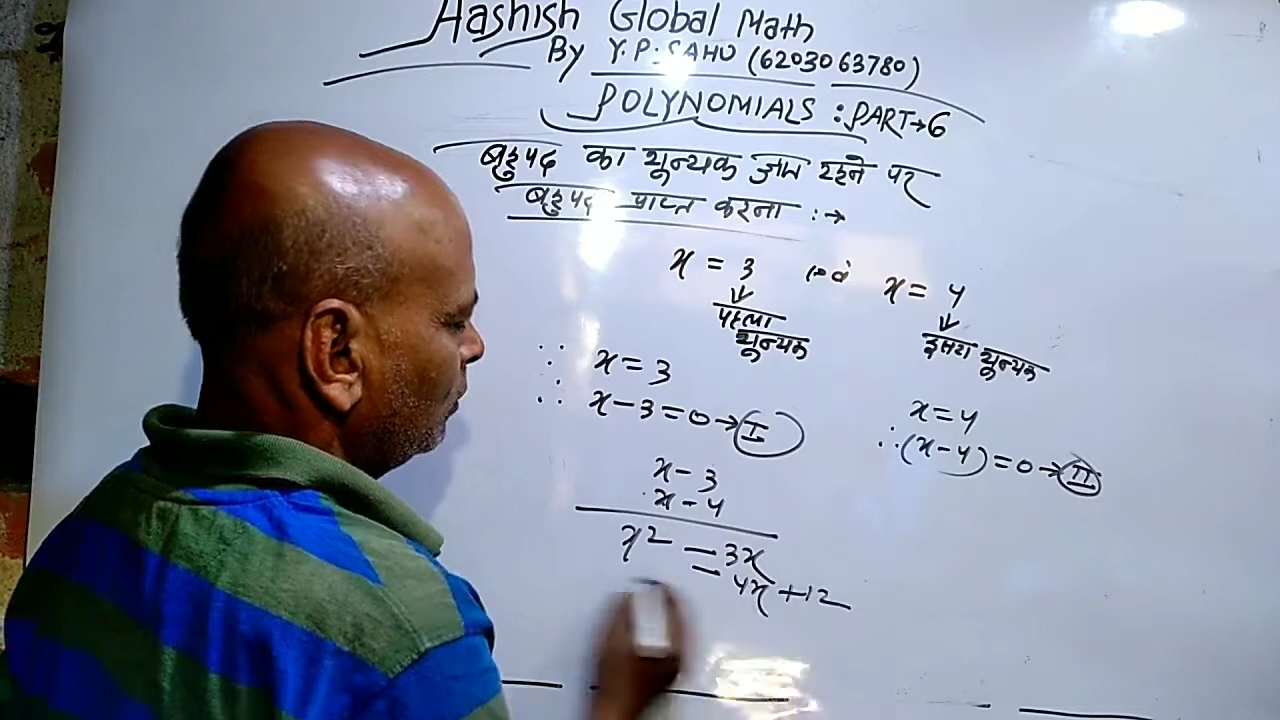 Hashish Global Math
By Y.P. SAHU (6203063780)
POLYNOMIALS : PART→6
बहुपद का शून्यक ज्ञात रहने पर
बहुपद प्राप्त करना :→
x = 3 एवं x = 4
↓ ↓
पहला शून्यक दूसरा शून्यक
∵ x = 3
x = 4
∴ x - 3 = 0 → I
∴ (x - 4) = 0 → II
x - 3
x - 4
x² - 3x
- 4x + 12